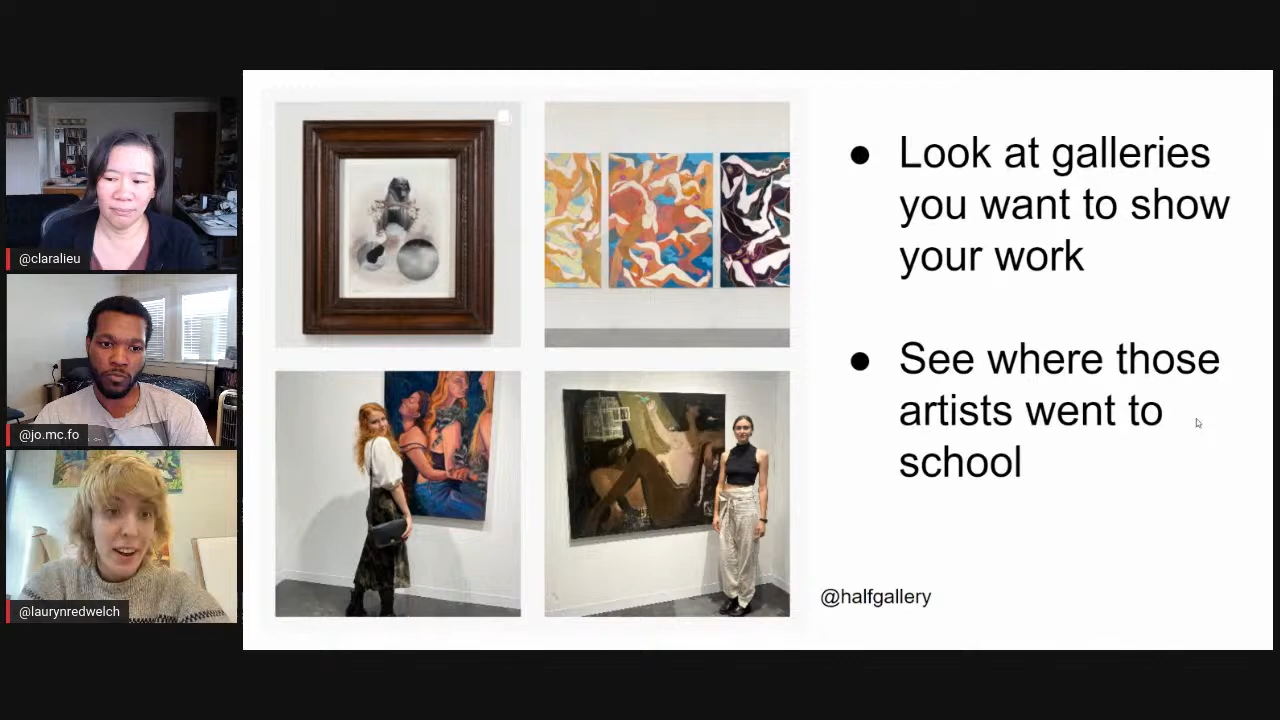 @claralieu
@jo.mc.fo
@laurynredwelch
● Look at galleries
you want to show
your work
● See where those
artists went to
school
@halfgallery